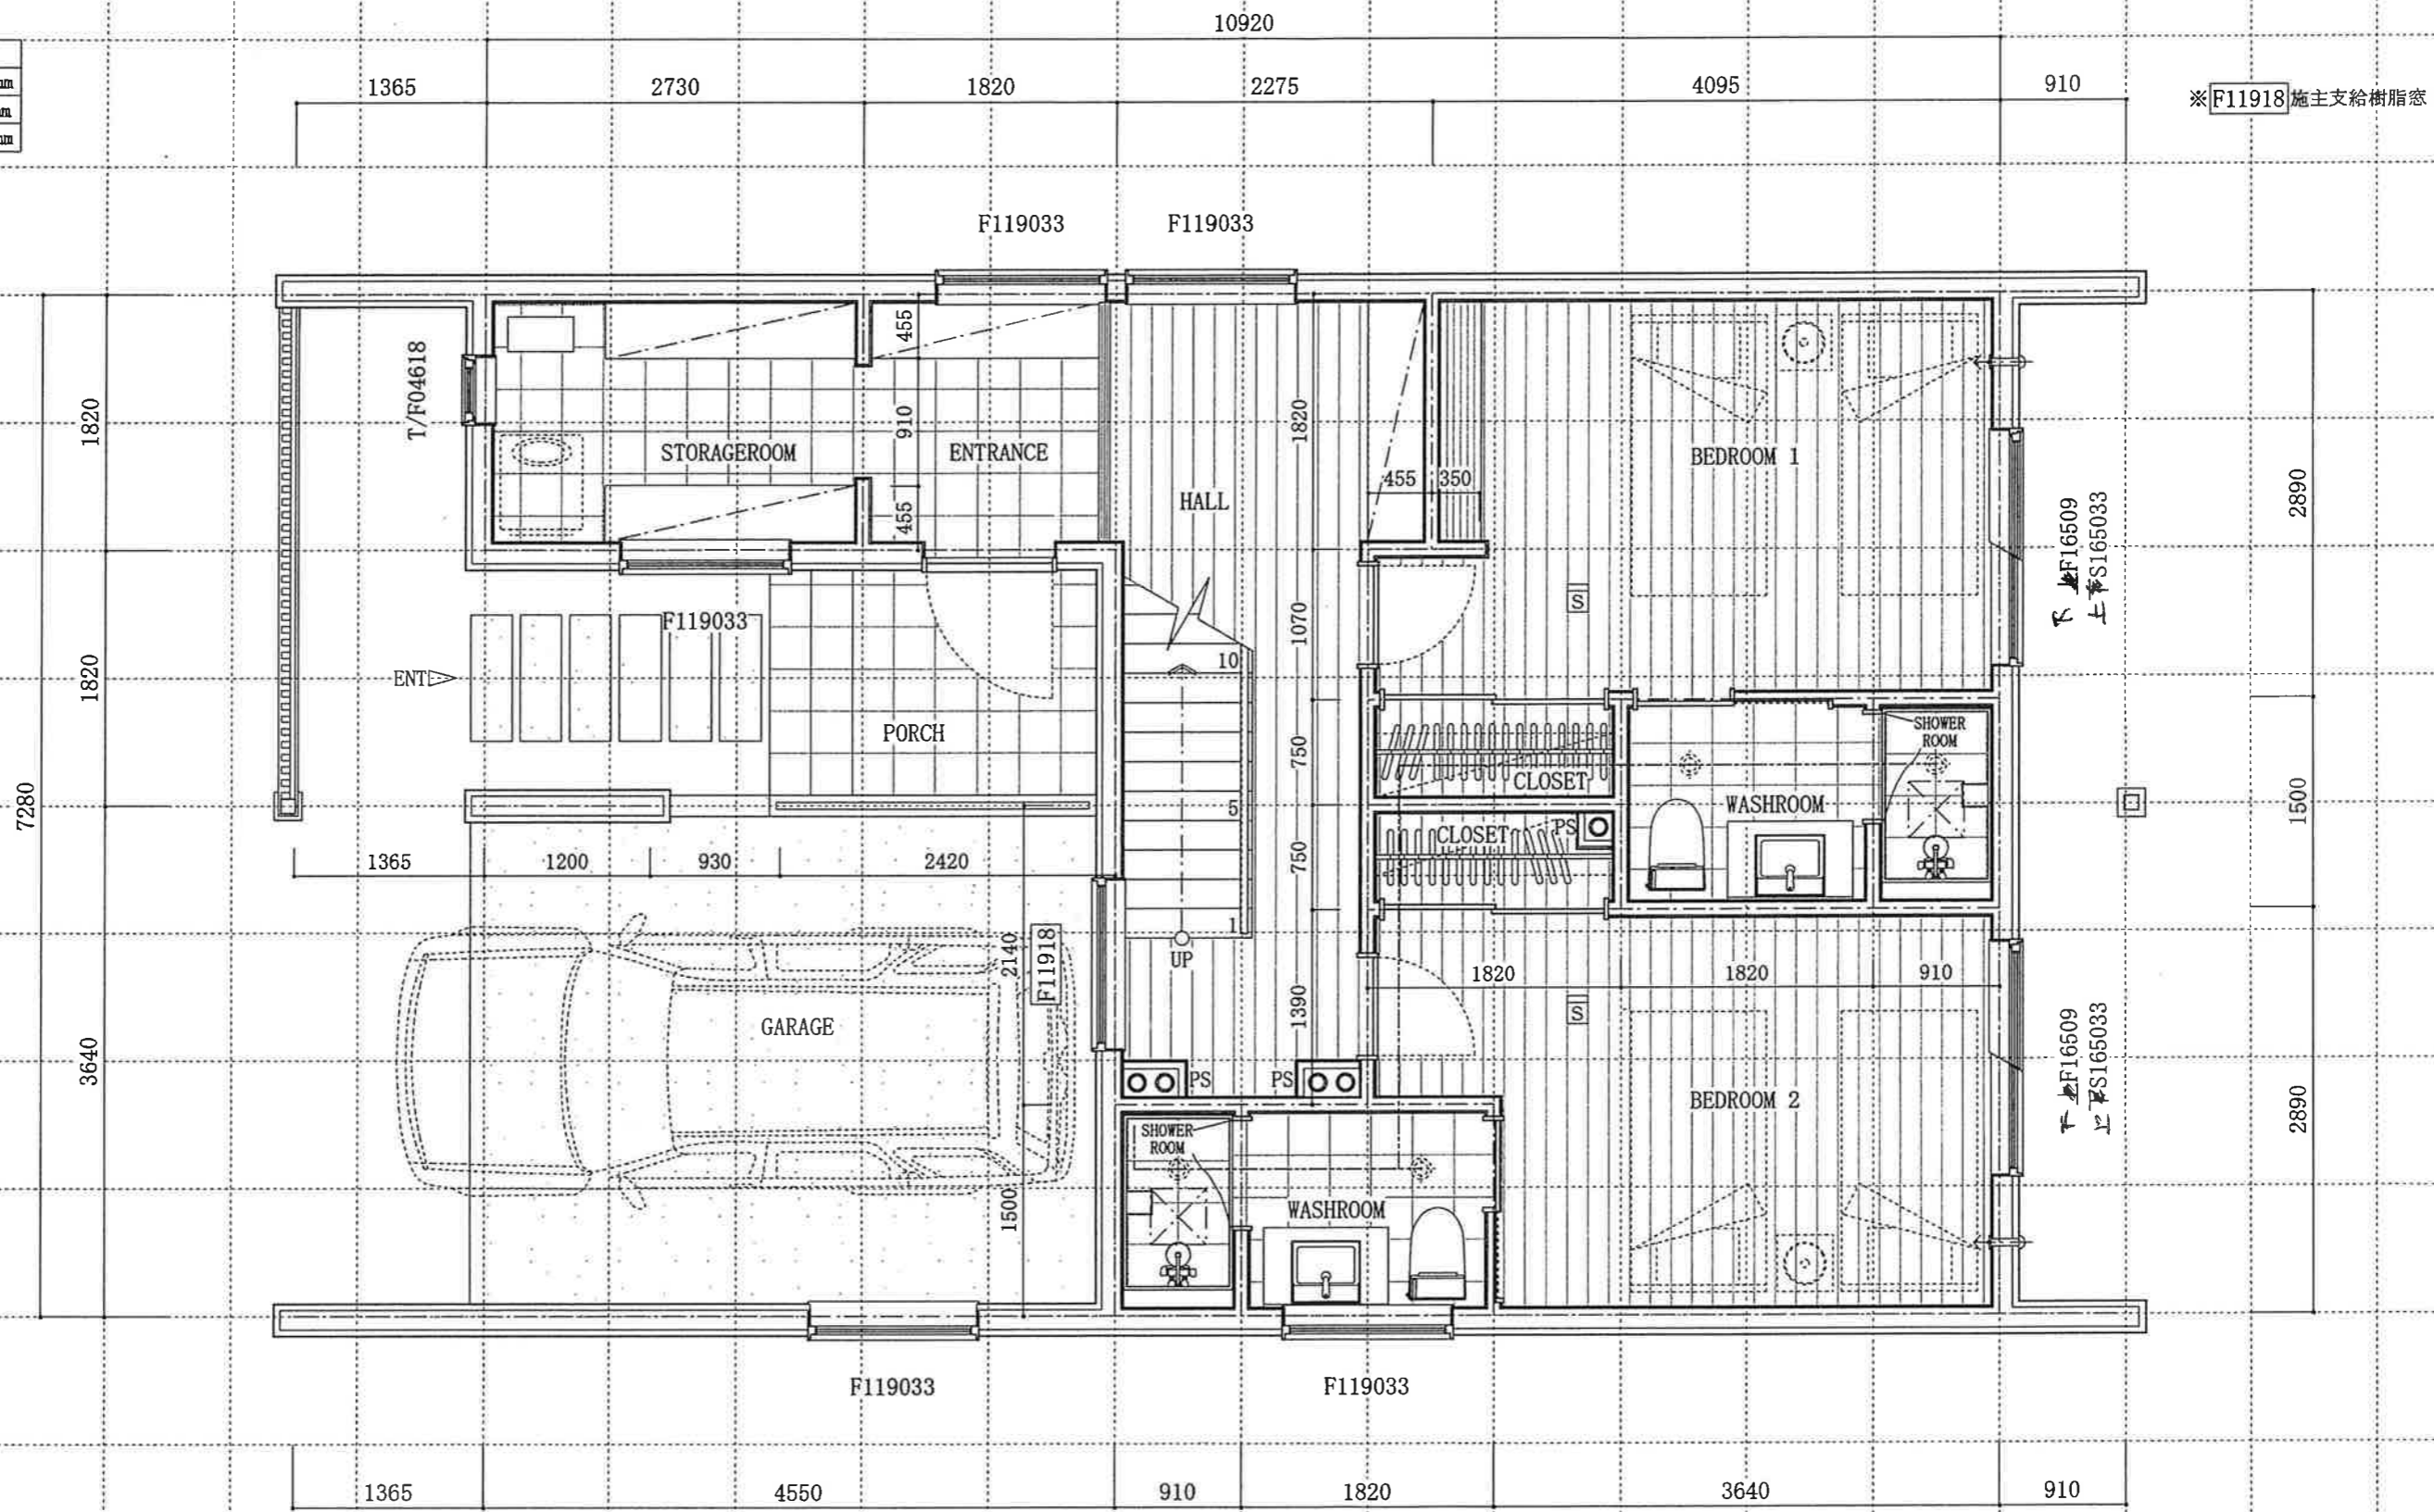 10920
1365 2730 1820 2275 4095 910
※F11918施主支給樹脂窓
mm
mm
F119033 F119033
T/F04618
1820
1820
3640
7280
455
910
455
STORAGEROOM
ENTRANCE
HALL
1820
455 350
BEDROOM 1
F16509
S165033
2890
1500
2890
F119033
ENT
PORCH
10
5
1
UP
1070
750
750
1390
S
CLOSET
CLOSET
PS
WASHROOM
SHOWER
ROOM
1365 1200 930 2420
2140
1500
F11918
GARAGE
1820 1820 910
S
BEDROOM 2
下 F16509
上 S165033
PS PS
SHOWER
ROOM
WASHROOM
F119033 F119033
1365 4550 910 1820 3640 910